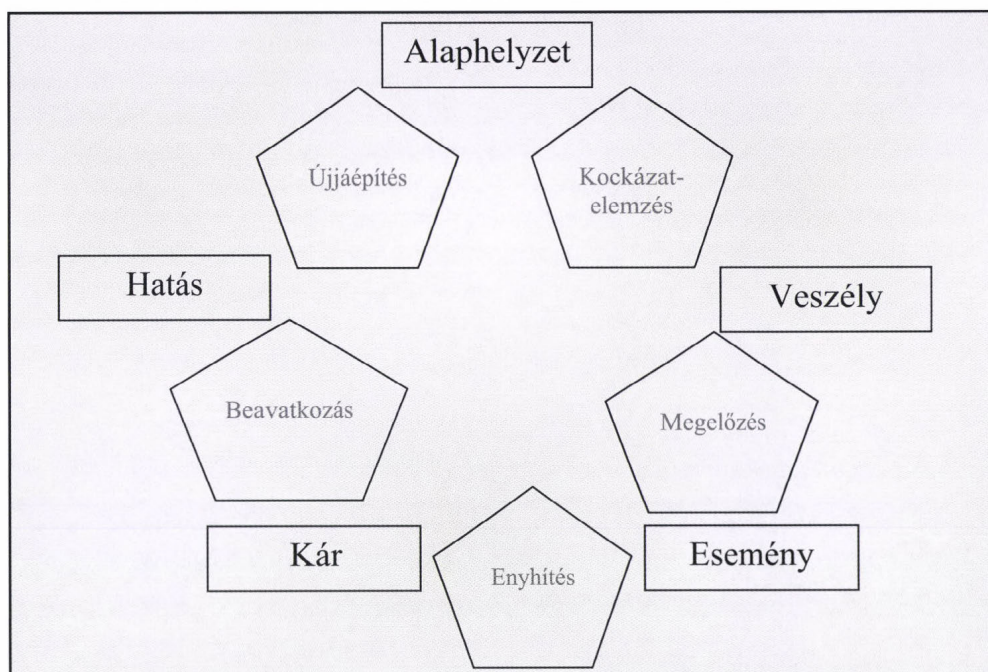 Alaphelyzet
Újjáépítés
Kockázat-
elemzés
Hatás
Veszély
Beavatkozás
Megelőzés
Kár
Enyhítés
Esemény